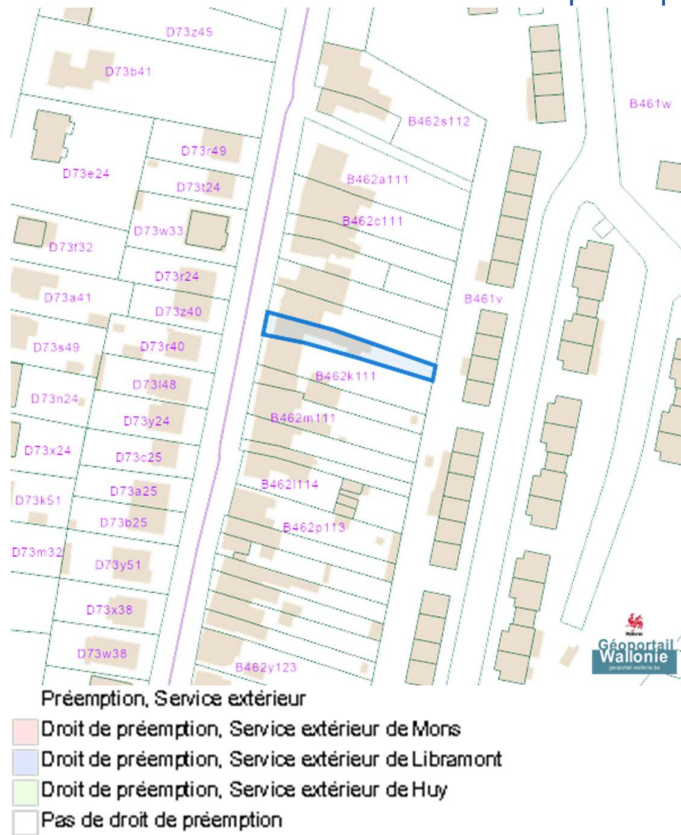 D73z45
D73b41
B461w
B462s112
D73r49
D73e24
D73t24
B462a111
D73w33
B462c111
D73f32
D73r24
D73a41
B461v
D73z40
D73s49
D73r40
B462k111
D73l48
D73n24
D73y24
B462m111
D73x24
D73c25
B462l114
D73k51
D73a25
D73b25
B462p113
D73m32
D73y51
D73x38
D73w38
B462y123
Géoportail
Wallonie
geoportail.wallonie.be
Préemption, Service extérieur
Droit de préemption, Service extérieur de Mons
Droit de préemption, Service extérieur de Libramont
Droit de préemption, Service extérieur de Huy
Pas de droit de préemption